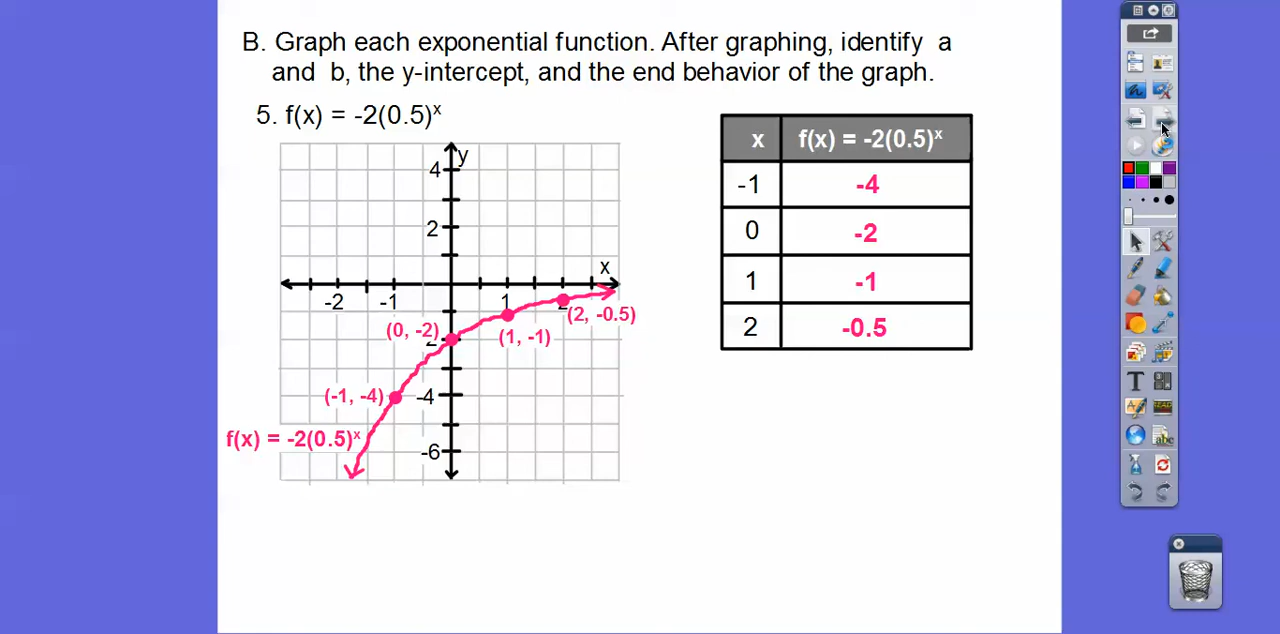 B. Graph each exponential function. After graphing, identify a
and b, the y-intercept, and the end behavior of the graph.
5. f(x) = -2(0.5)ˣ
x f(x) = -2(0.5)ˣ
-1 -4
0 -2
1 -1
2 -0.5
y
4
2
x
-2 -1 1 2
(2, -0.5)
(0, -2)
(1, -1)
-2
(-1, -4)
-4
f(x) = -2(0.5)ˣ
-6
T
abc